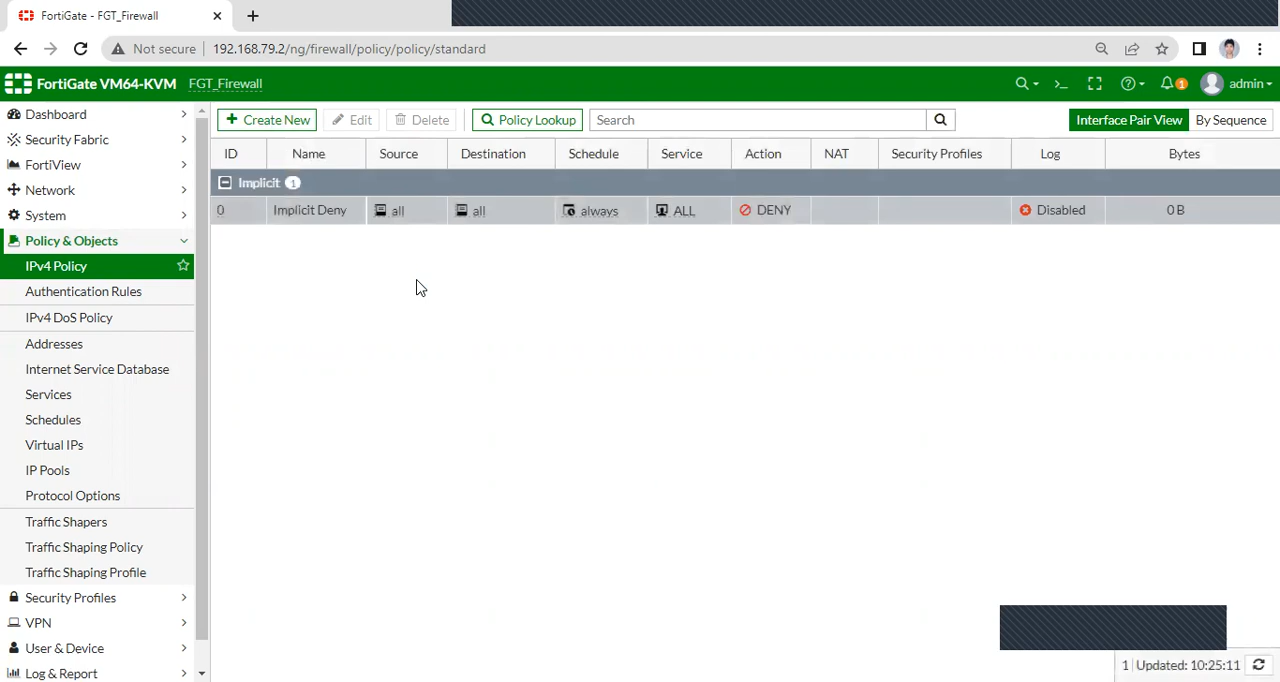 FortiGate - FGT_Firewall
Not secure 192.168.79.2/ng/firewall/policy/policy/standard
FortiGate VM64-KVM FGT_Firewall 1 admin
Dashboard
Security Fabric
FortiView
Network
System
Policy & Objects
IPv4 Policy
Authentication Rules
IPv4 DoS Policy
Addresses
Internet Service Database
Services
Schedules
Virtual IPs
IP Pools
Protocol Options
Traffic Shapers
Traffic Shaping Policy
Traffic Shaping Profile
Security Profiles
VPN
User & Device
Log & Report
Create New Edit Delete Policy Lookup Search Interface Pair View By Sequence
ID Name Source Destination Schedule Service Action NAT Security Profiles Log Bytes
Implicit 1
0 Implicit Deny all all always ALL DENY Disabled 0 B
1 Updated: 10:25:11